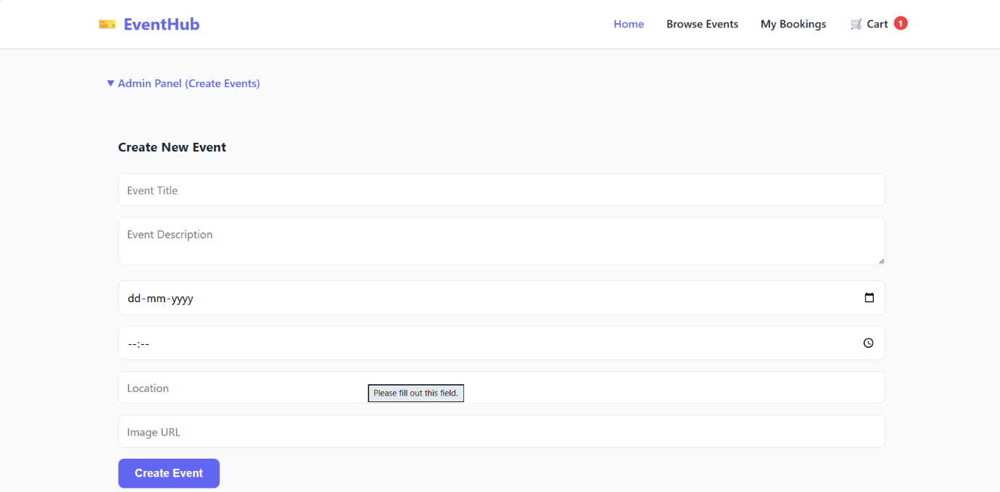 EventHub
Home Browse Events My Bookings Cart 1
Admin Panel (Create Events)
Create New Event
Event Title
Event Description
dd-mm-yyyy
--:--
Location
Please fill out this field.
Image URL
Create Event